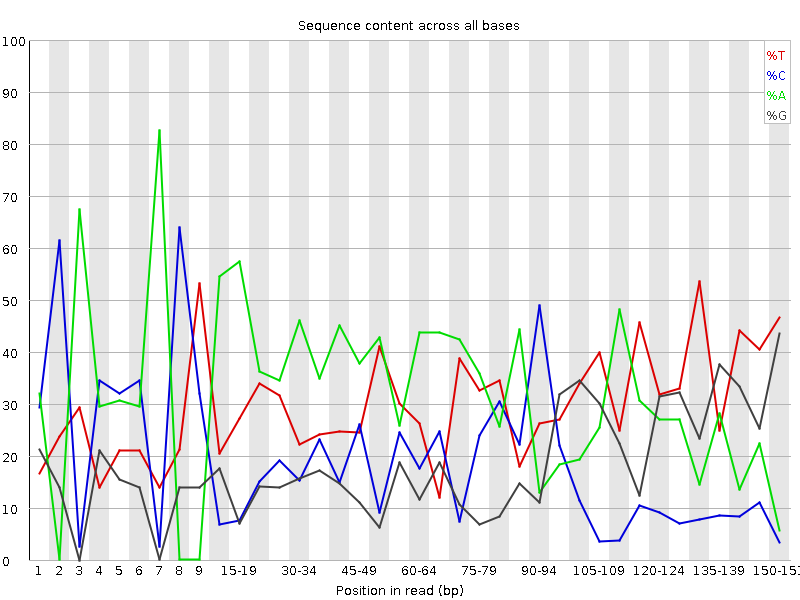 Sequence content across all bases
%T
%C
%A
%G
100
90
80
70
60
50
40
30
20
10
0
1 2 3 4 5 6 7 8 9 15-19 30-34 45-49 60-64 75-79 90-94 105-109 120-124 135-139 150-151
Position in read (bp)